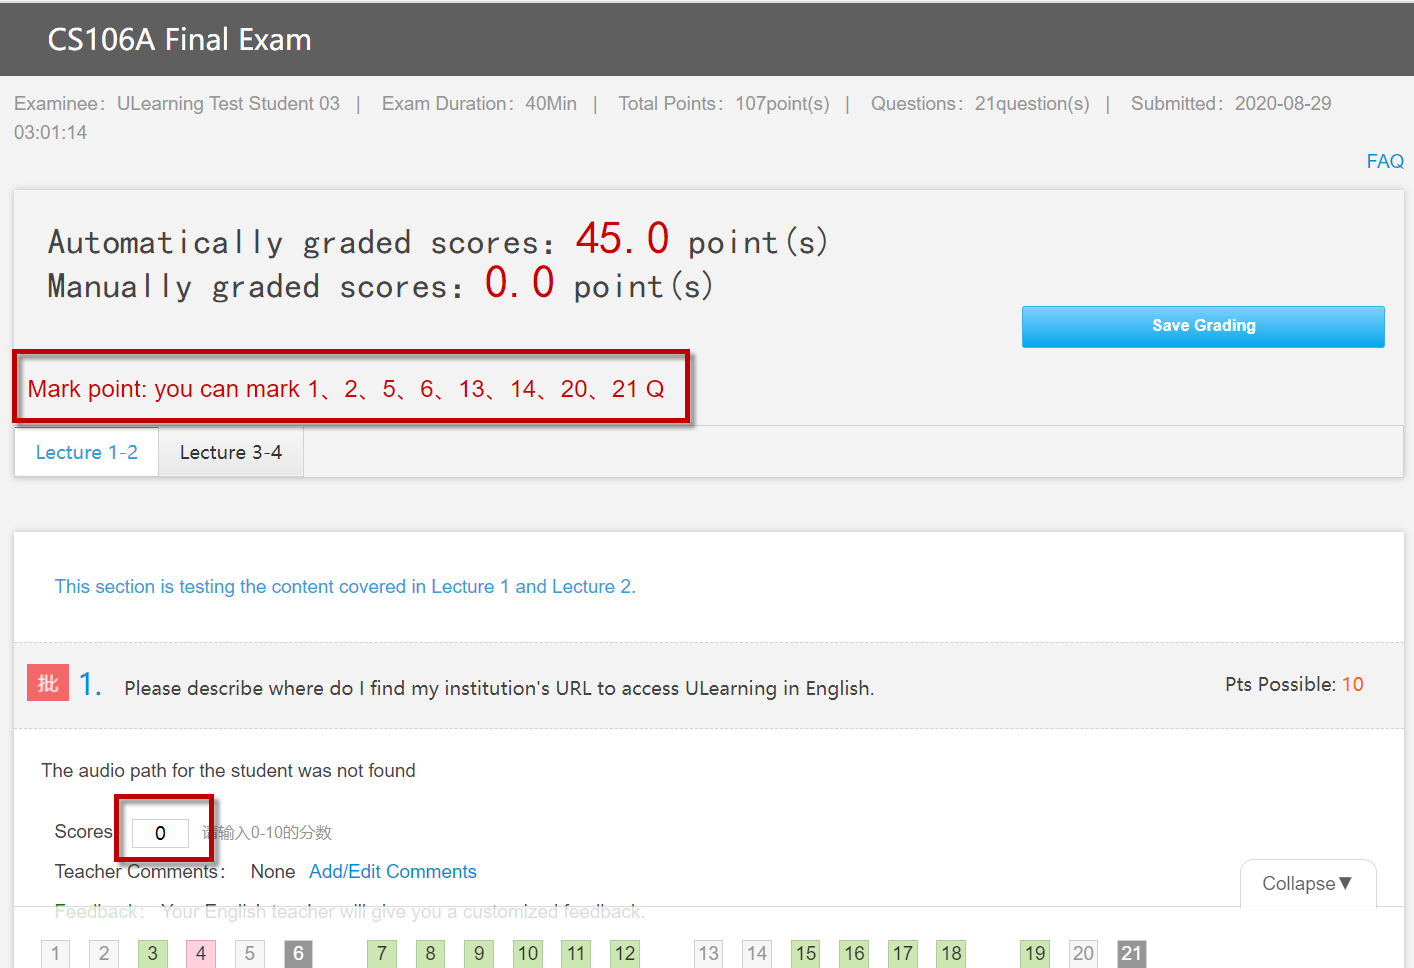 CS106A Final Exam
Examinee： ULearning Test Student 03 | Exam Duration： 40Min | Total Points： 107point(s) | Questions： 21question(s) | Submitted： 2020-08-29
03:01:14
FAQ
Automatically graded scores： 45.0 point(s)
Manually graded scores： 0.0 point(s)
Save Grading
Mark point: you can mark 1、2、5、6、13、14、20、21 Q
Lecture 1-2 Lecture 3-4
This section is testing the content covered in Lecture 1 and Lecture 2.
批 1. Please describe where do I find my institution's URL to access ULearning in English. Pts Possible: 10
The audio path for the student was not found
Scores 0 请输入0-10的分数
Teacher Comments： None Add/Edit Comments
Collapse▼
Feedback： Your English teacher will give you a customized feedback.
1 2 3 4 5 6 7 8 9 10 11 12 13 14 15 16 17 18 19 20 21